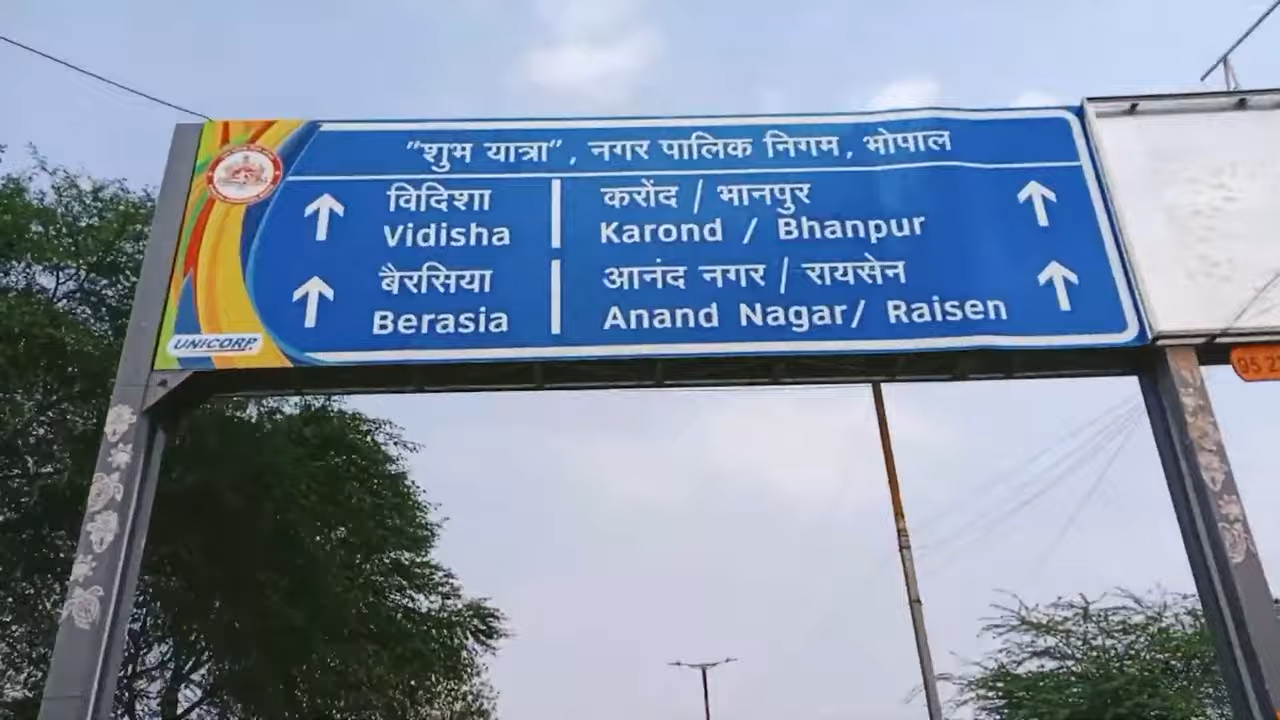 "शुभ यात्रा", नगर पालिक निगम, भोपाल
विदिशा
Vidisha
बैरसिया
Berasia
करोंद / भानपुर
Karond / Bhanpur
आनंद नगर / रायसेन
Anand Nagar/ Raisen
UNICORP